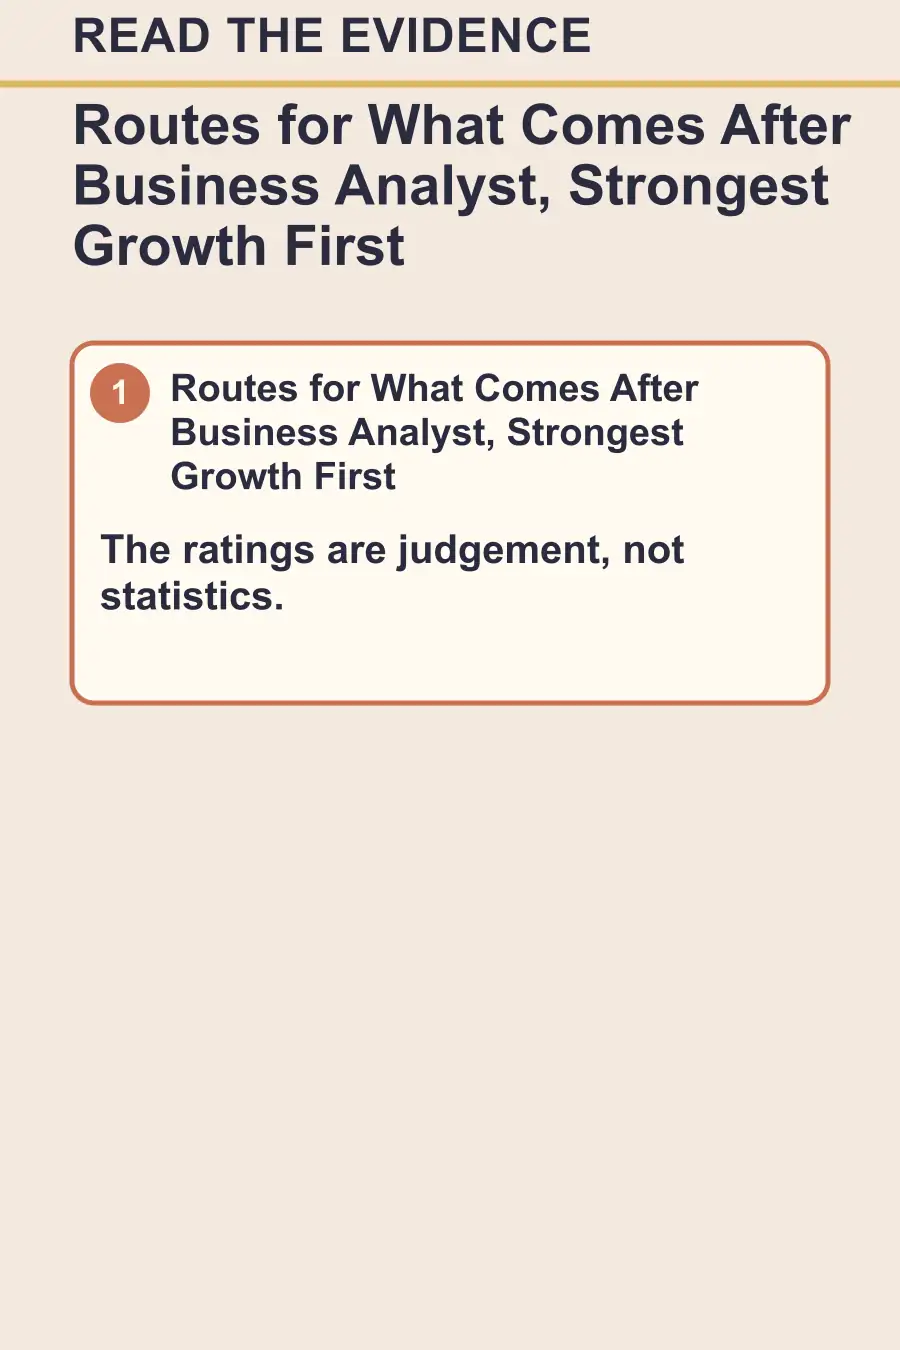 READ THE EVIDENCE
Routes for What Comes After
Business Analyst, Strongest
Growth First
1
Routes for What Comes After
Business Analyst, Strongest
Growth First
The ratings are judgement, not
statistics.